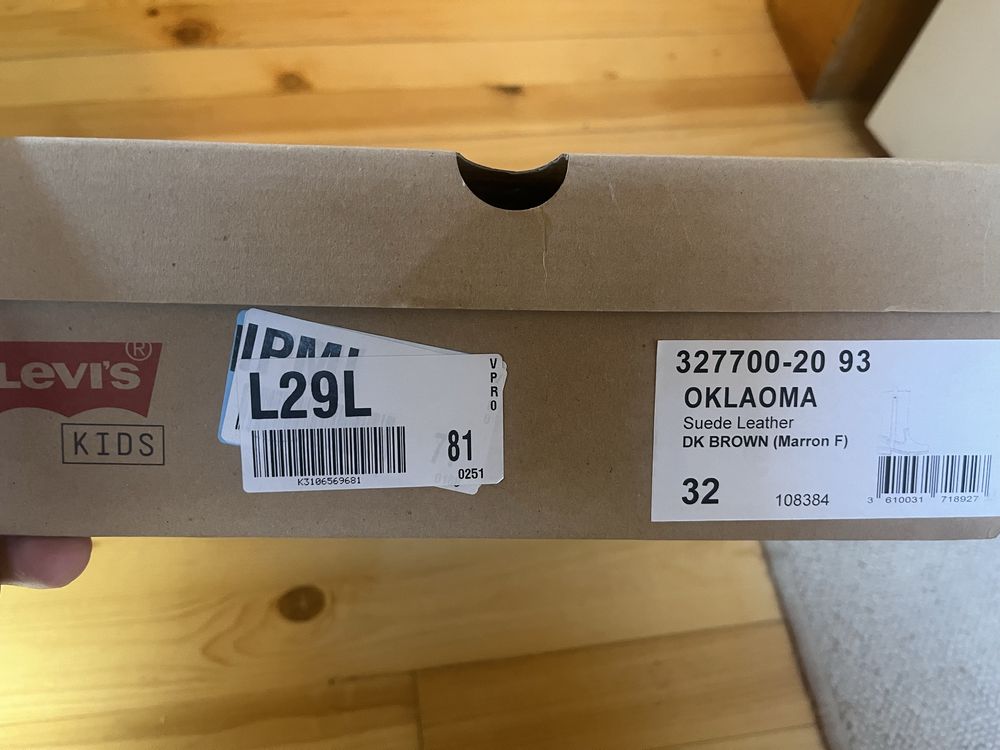 Levi's®
KIDS
L29L
VPRO
81
0251
K3106569681
327700-20 93
OKLAOMA
Suede Leather
DK BROWN (Marron F)
32
108384
3 610031 718927